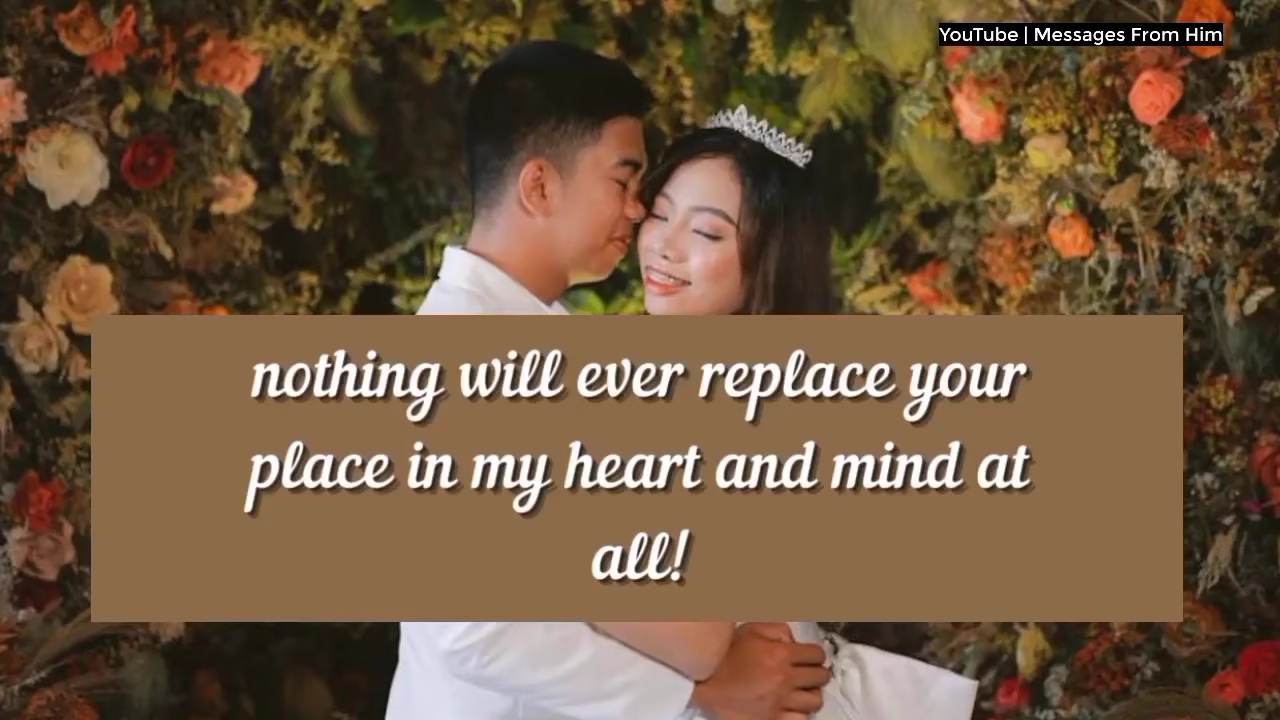 YouTube | Messages From Him
nothing will ever replace your
place in my heart and mind at
all!